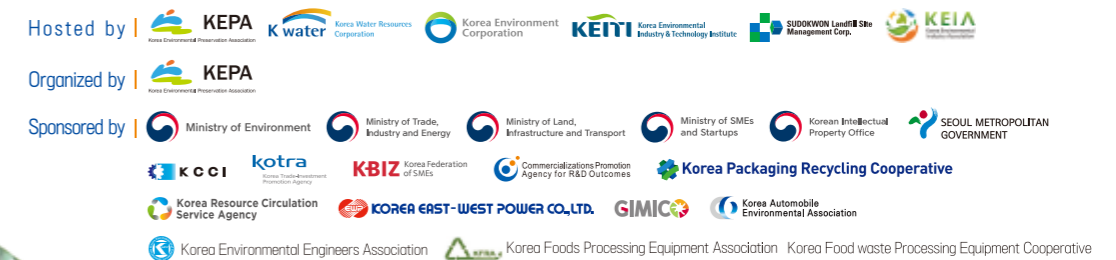 Hosted by
KEPA
Korea Environmental Preservation Association
K water
Korea Water Resources
Corporation
Korea Environment
Corporation
KEITI
Korea Environmental
Industry & Technology Institute
SUDOKWON Landfill Site
Management Corp.
KEIA
Organized by
KEPA
Korea Environmental Preservation Association
Sponsored by
Ministry of Environment
Ministry of Trade,
Industry and Energy
Ministry of Land,
Infrastructure and Transport
Ministry of SMEs
and Startups
Korean Intellectual
Property Office
SEOUL METROPOLITAN
GOVERNMENT
KCCI
kotra
Korea Trade-Investment
Promotion Agency
K-BIZ
Korea Federation
of SMEs
Commercializations Promotion
Agency for R&D Outcomes
Korea Packaging Recycling Cooperative
Korea Resource Circulation
Service Agency
EWP
KOREA EAST-WEST POWER CO.,LTD.
GIMICO
Korea Automobile
Environmental Association
Korea Environmental Engineers Association
Korea Foods Processing Equipment Association
Korea Food waste Processing Equipment Cooperative